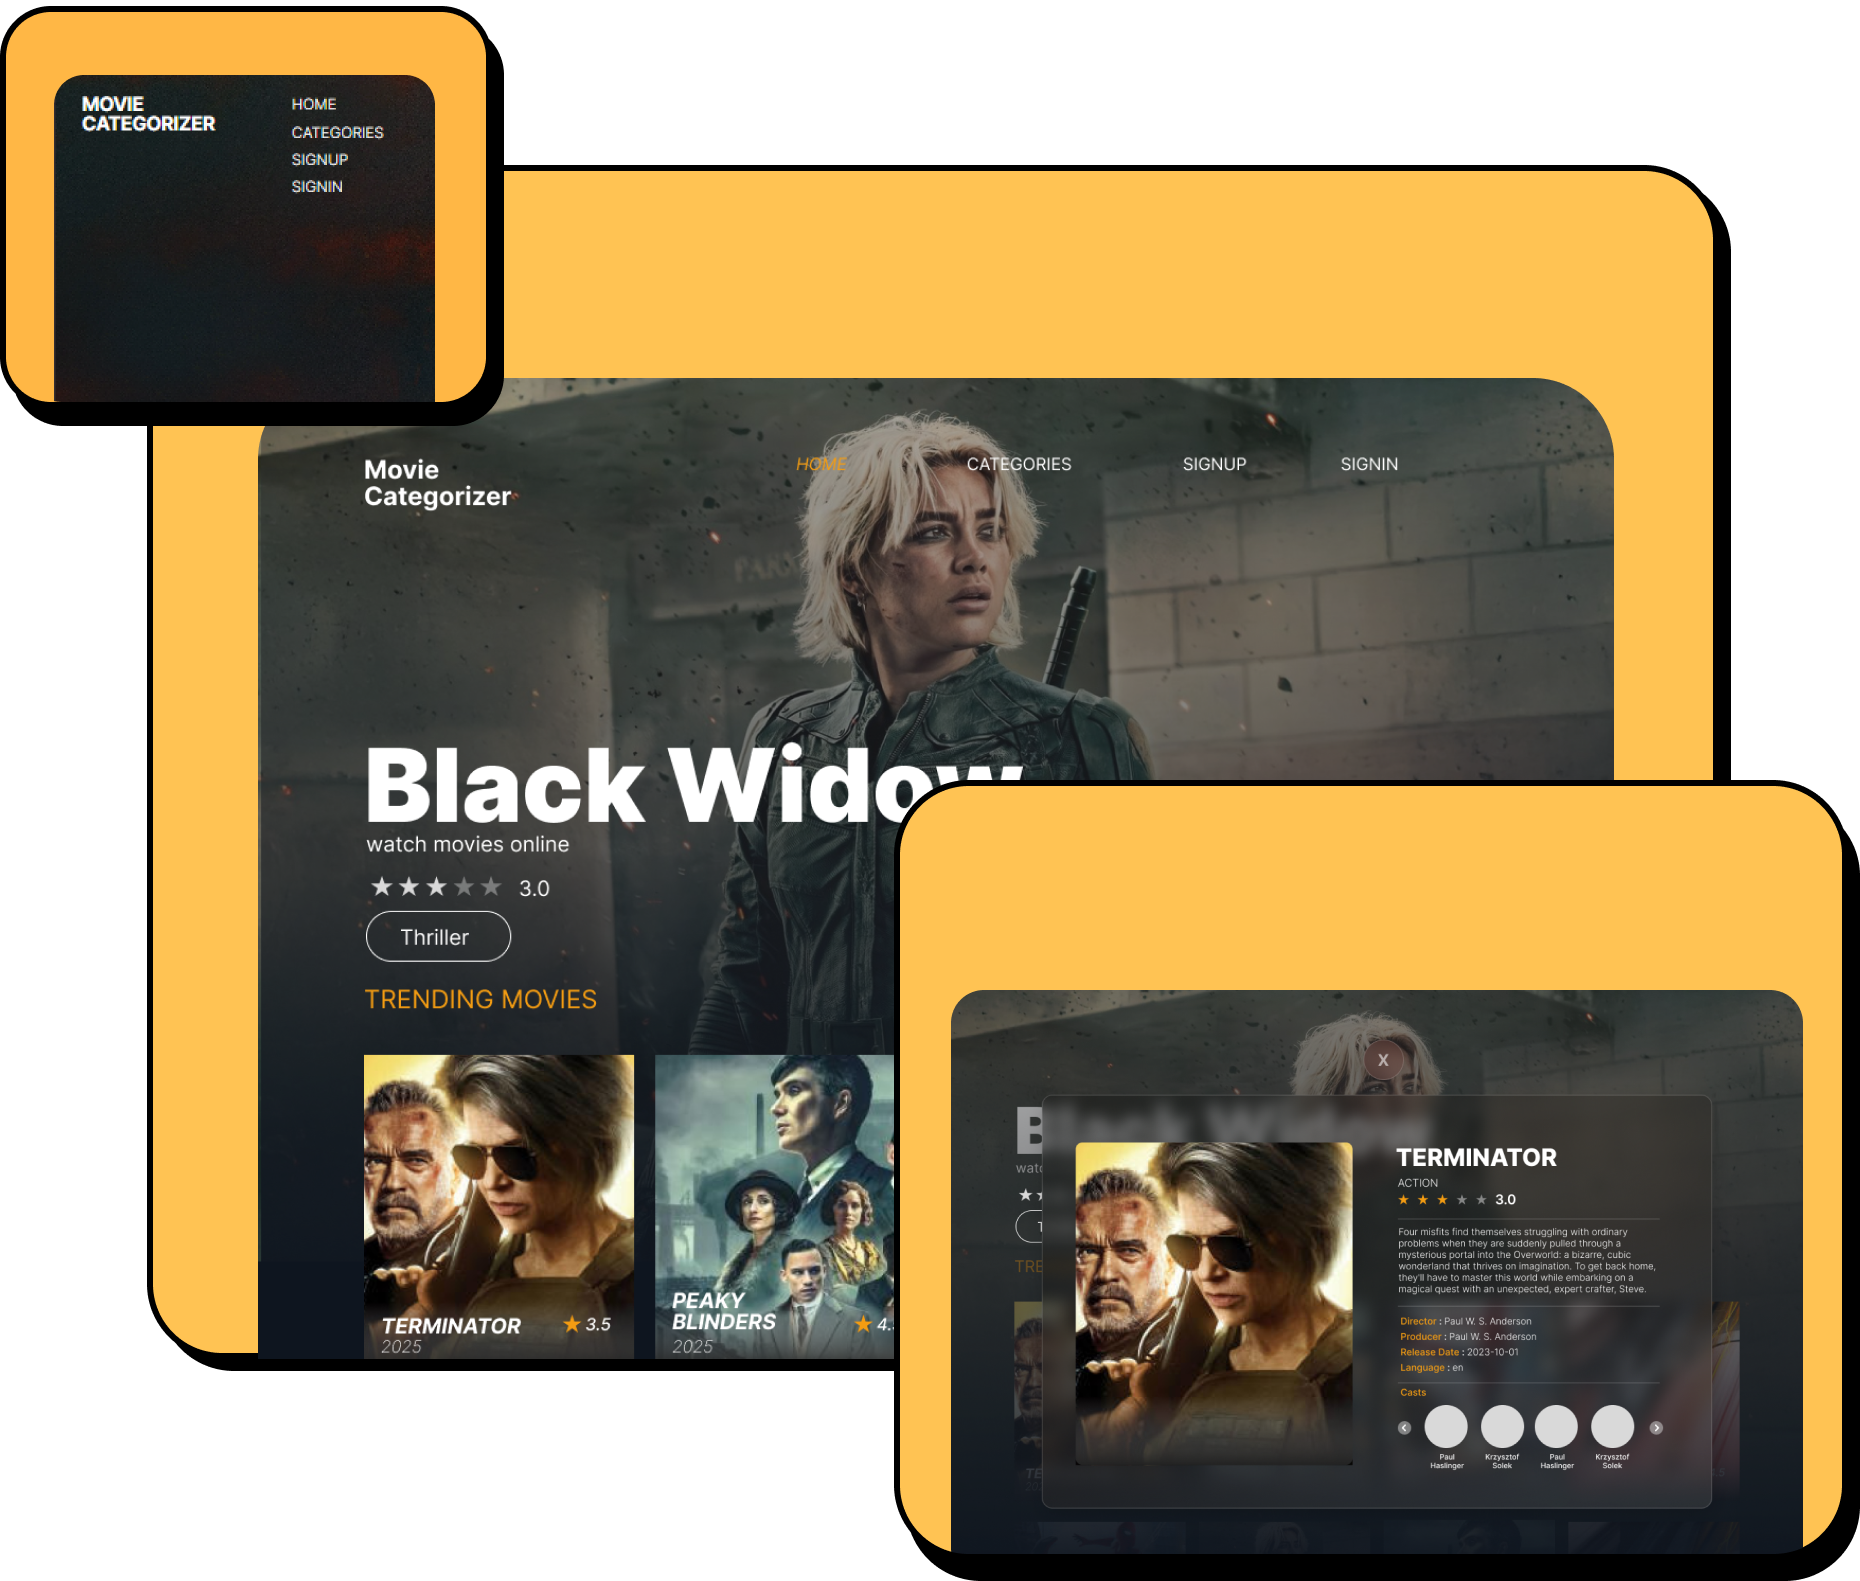 MOVIE
CATEGORIZER
HOME
CATEGORIES
SIGNUP
SIGNIN
Movie
Categorizer
HOME
CATEGORIES
SIGNUP
SIGNIN
Black Widow
watch movies online
3.0
Thriller
TRENDING MOVIES
TERMINATOR
3.5
2025
PEAKY
BLINDERS
4.
2025
X
Black Widow
TERMINATOR
ACTION
3.0
Four misfits find themselves struggling with ordinary
problems when they are suddenly pulled through a
mysterious portal into the Overworld: a bizarre, cubic
wonderland that thrives on imagination. To get back home,
they'll have to master this world while embarking on a
magical quest with an unexpected, expert crafter, Steve.
Director : Paul W. S. Anderson
Producer : Paul W. S. Anderson
Release Date : 2023-10-01
Language : en
Casts
Paul
Haslinger
Krzysztof
Solek
Paul
Haslinger
Krzysztof
Solek